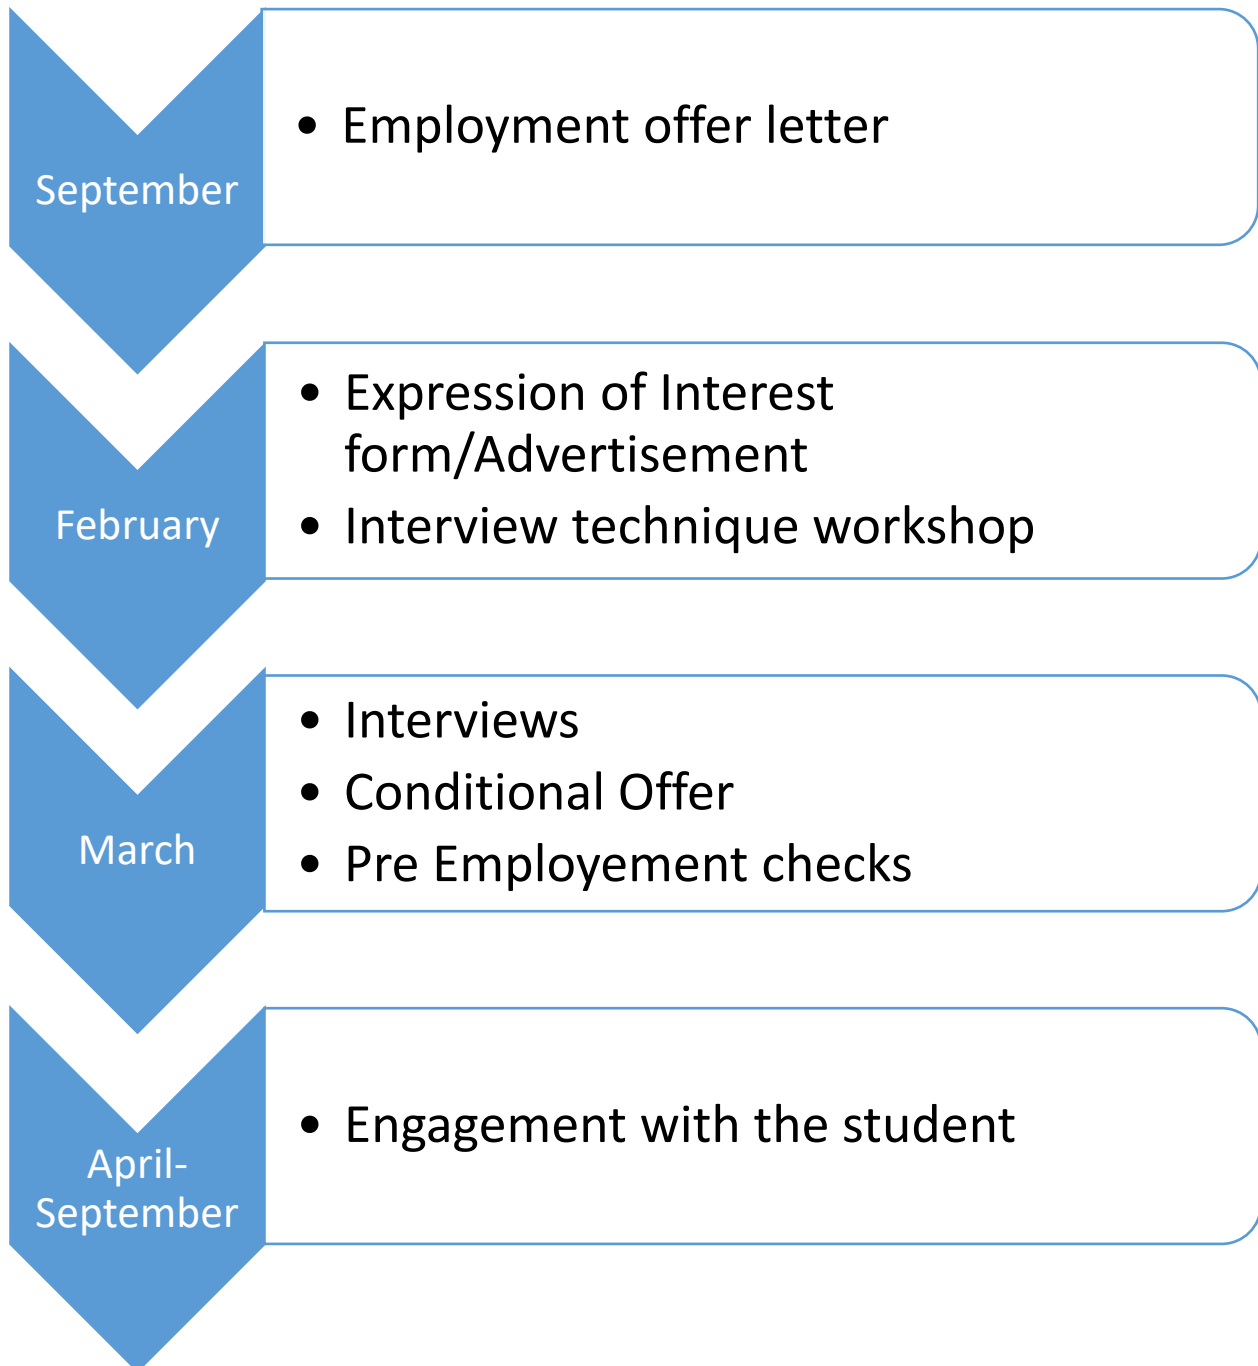 September
• Employment offer letter
February
• Expression of Interest
form/Advertisement
• Interview technique workshop
March
• Interviews
• Conditional Offer
• Pre Employement checks
April-
September
• Engagement with the student